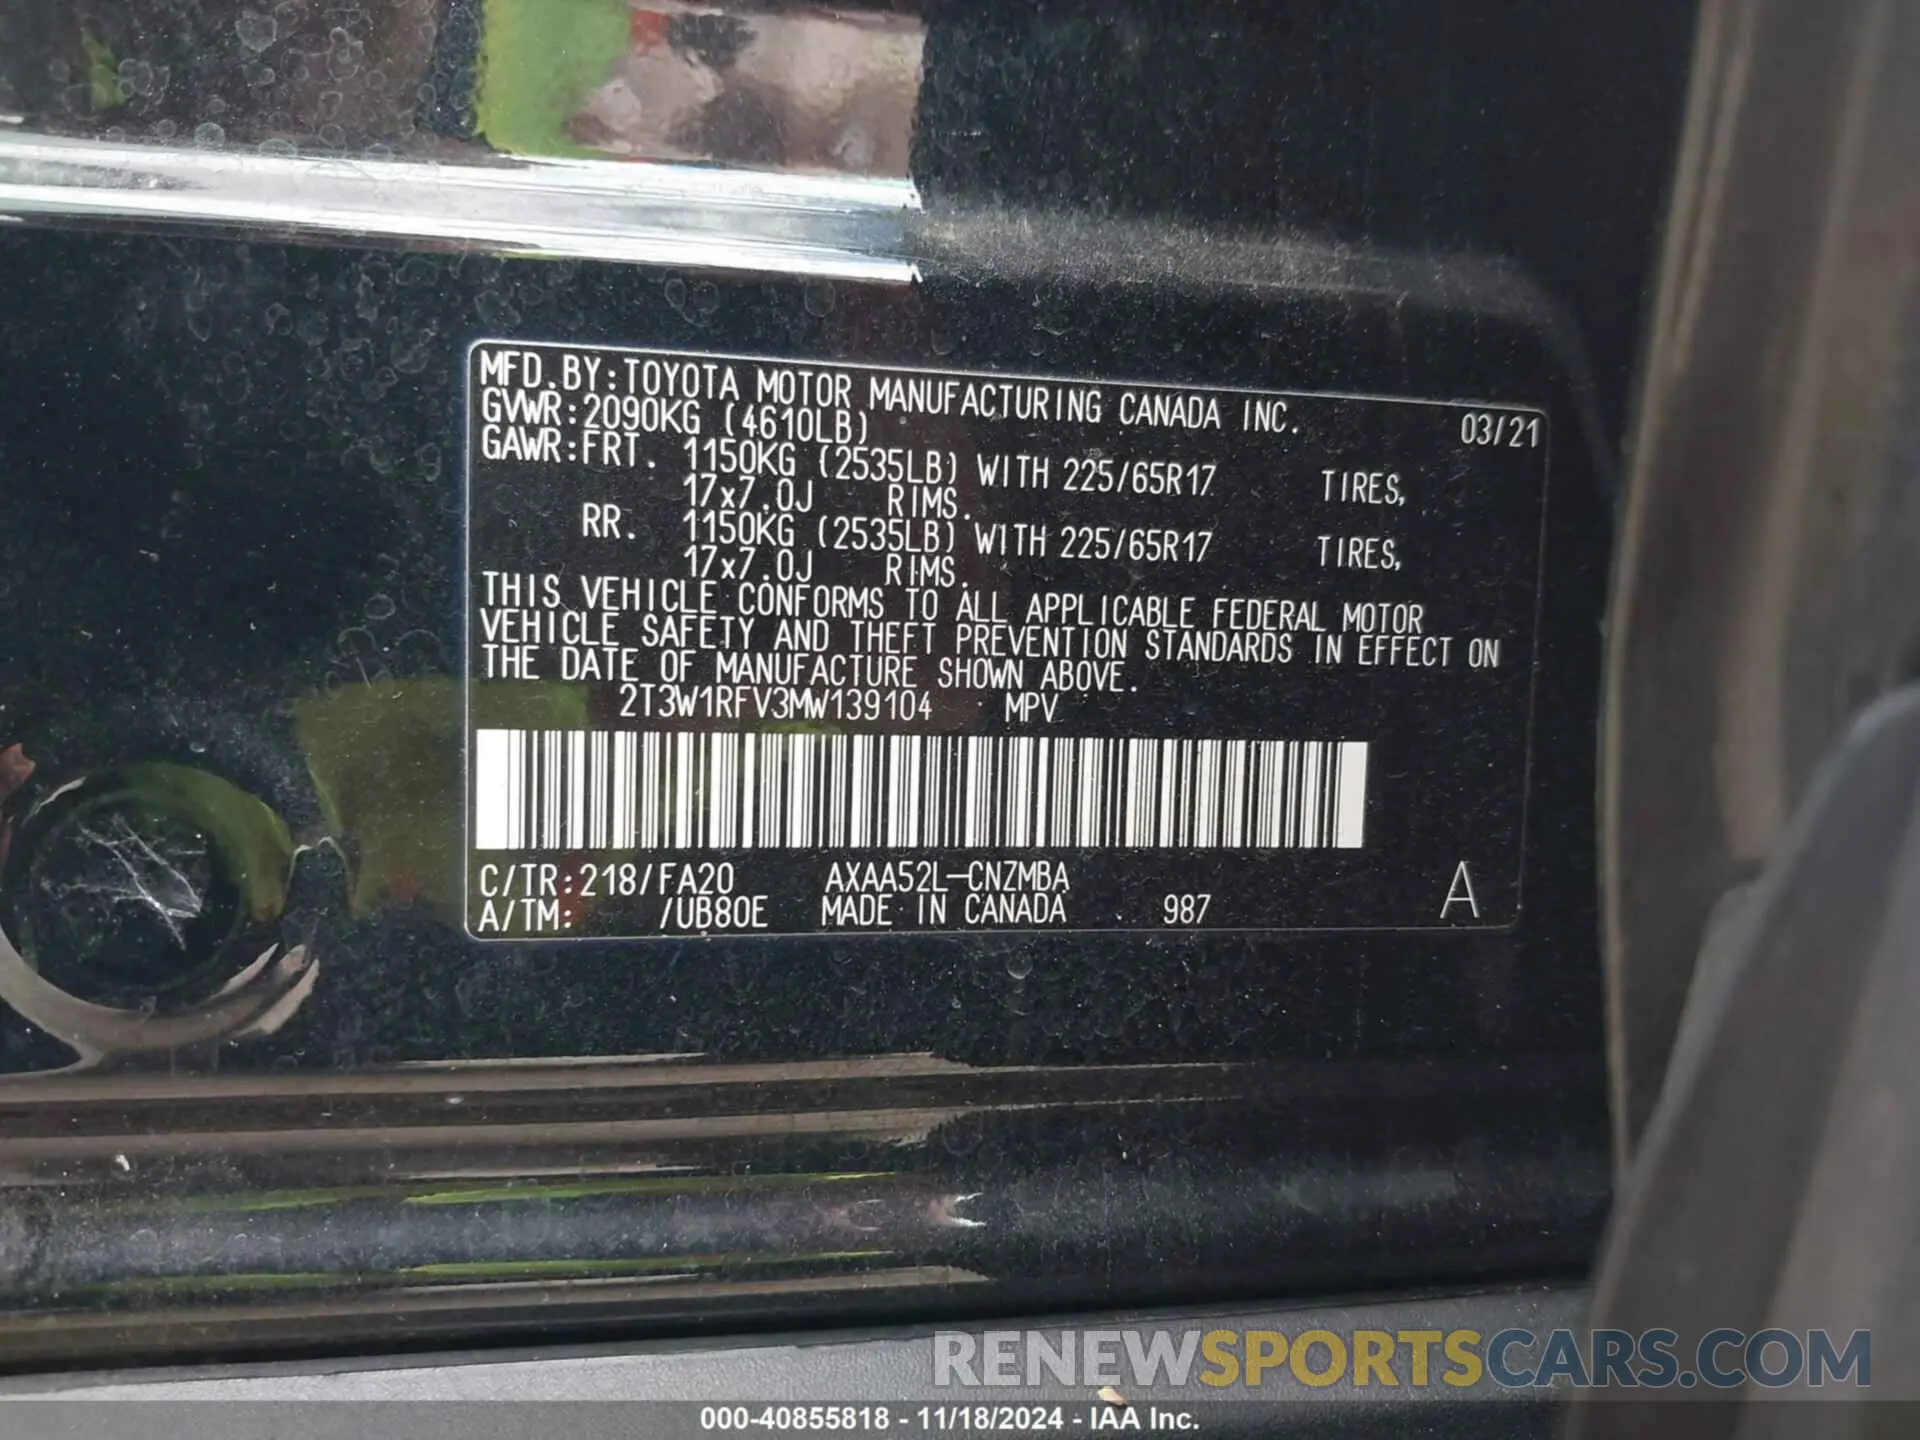 MFD.BY:TOYOTA MOTOR MANUFACTURING CANADA INC. 03/21
GVWR:2090KG (4610LB)
GAWR:FRT. 1150KG (2535LB) WITH 225/65R17 TIRES,
17x7.0J RIMS.
RR. 1150KG (2535LB) WITH 225/65R17 TIRES,
17x7.0J RIMS.
THIS VEHICLE CONFORMS TO ALL APPLICABLE FEDERAL MOTOR
VEHICLE SAFETY AND THEFT PREVENTION STANDARDS IN EFFECT ON
THE DATE OF MANUFACTURE SHOWN ABOVE.
2T3W1RFV3MW139104 MPV
C/TR:218/FA20 AXAA52L-CNZMBA A
A/TM: /UB80E MADE IN CANADA 987
RENEWSPORTSCARS.COM
000-40855818 - 11/18/2024 - IAA Inc.